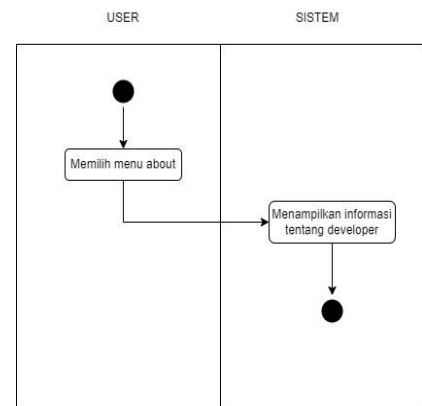 USER
SISTEM
Memilih menu about
Menampilkan informasi
tentang developer